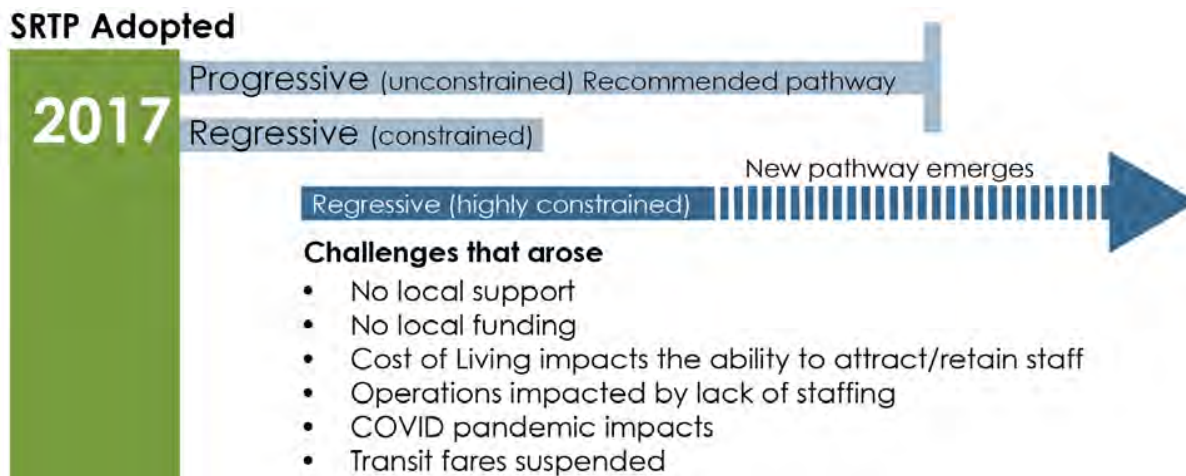 SRTP Adopted
2017
Progressive (unconstrained) Recommended pathway
Regressive (constrained)
New pathway emerges
Regressive (highly constrained)
Challenges that arose
• No local support
• No local funding
• Cost of Living impacts the ability to attract/retain staff
• Operations impacted by lack of staffing
• COVID pandemic impacts
• Transit fares suspended